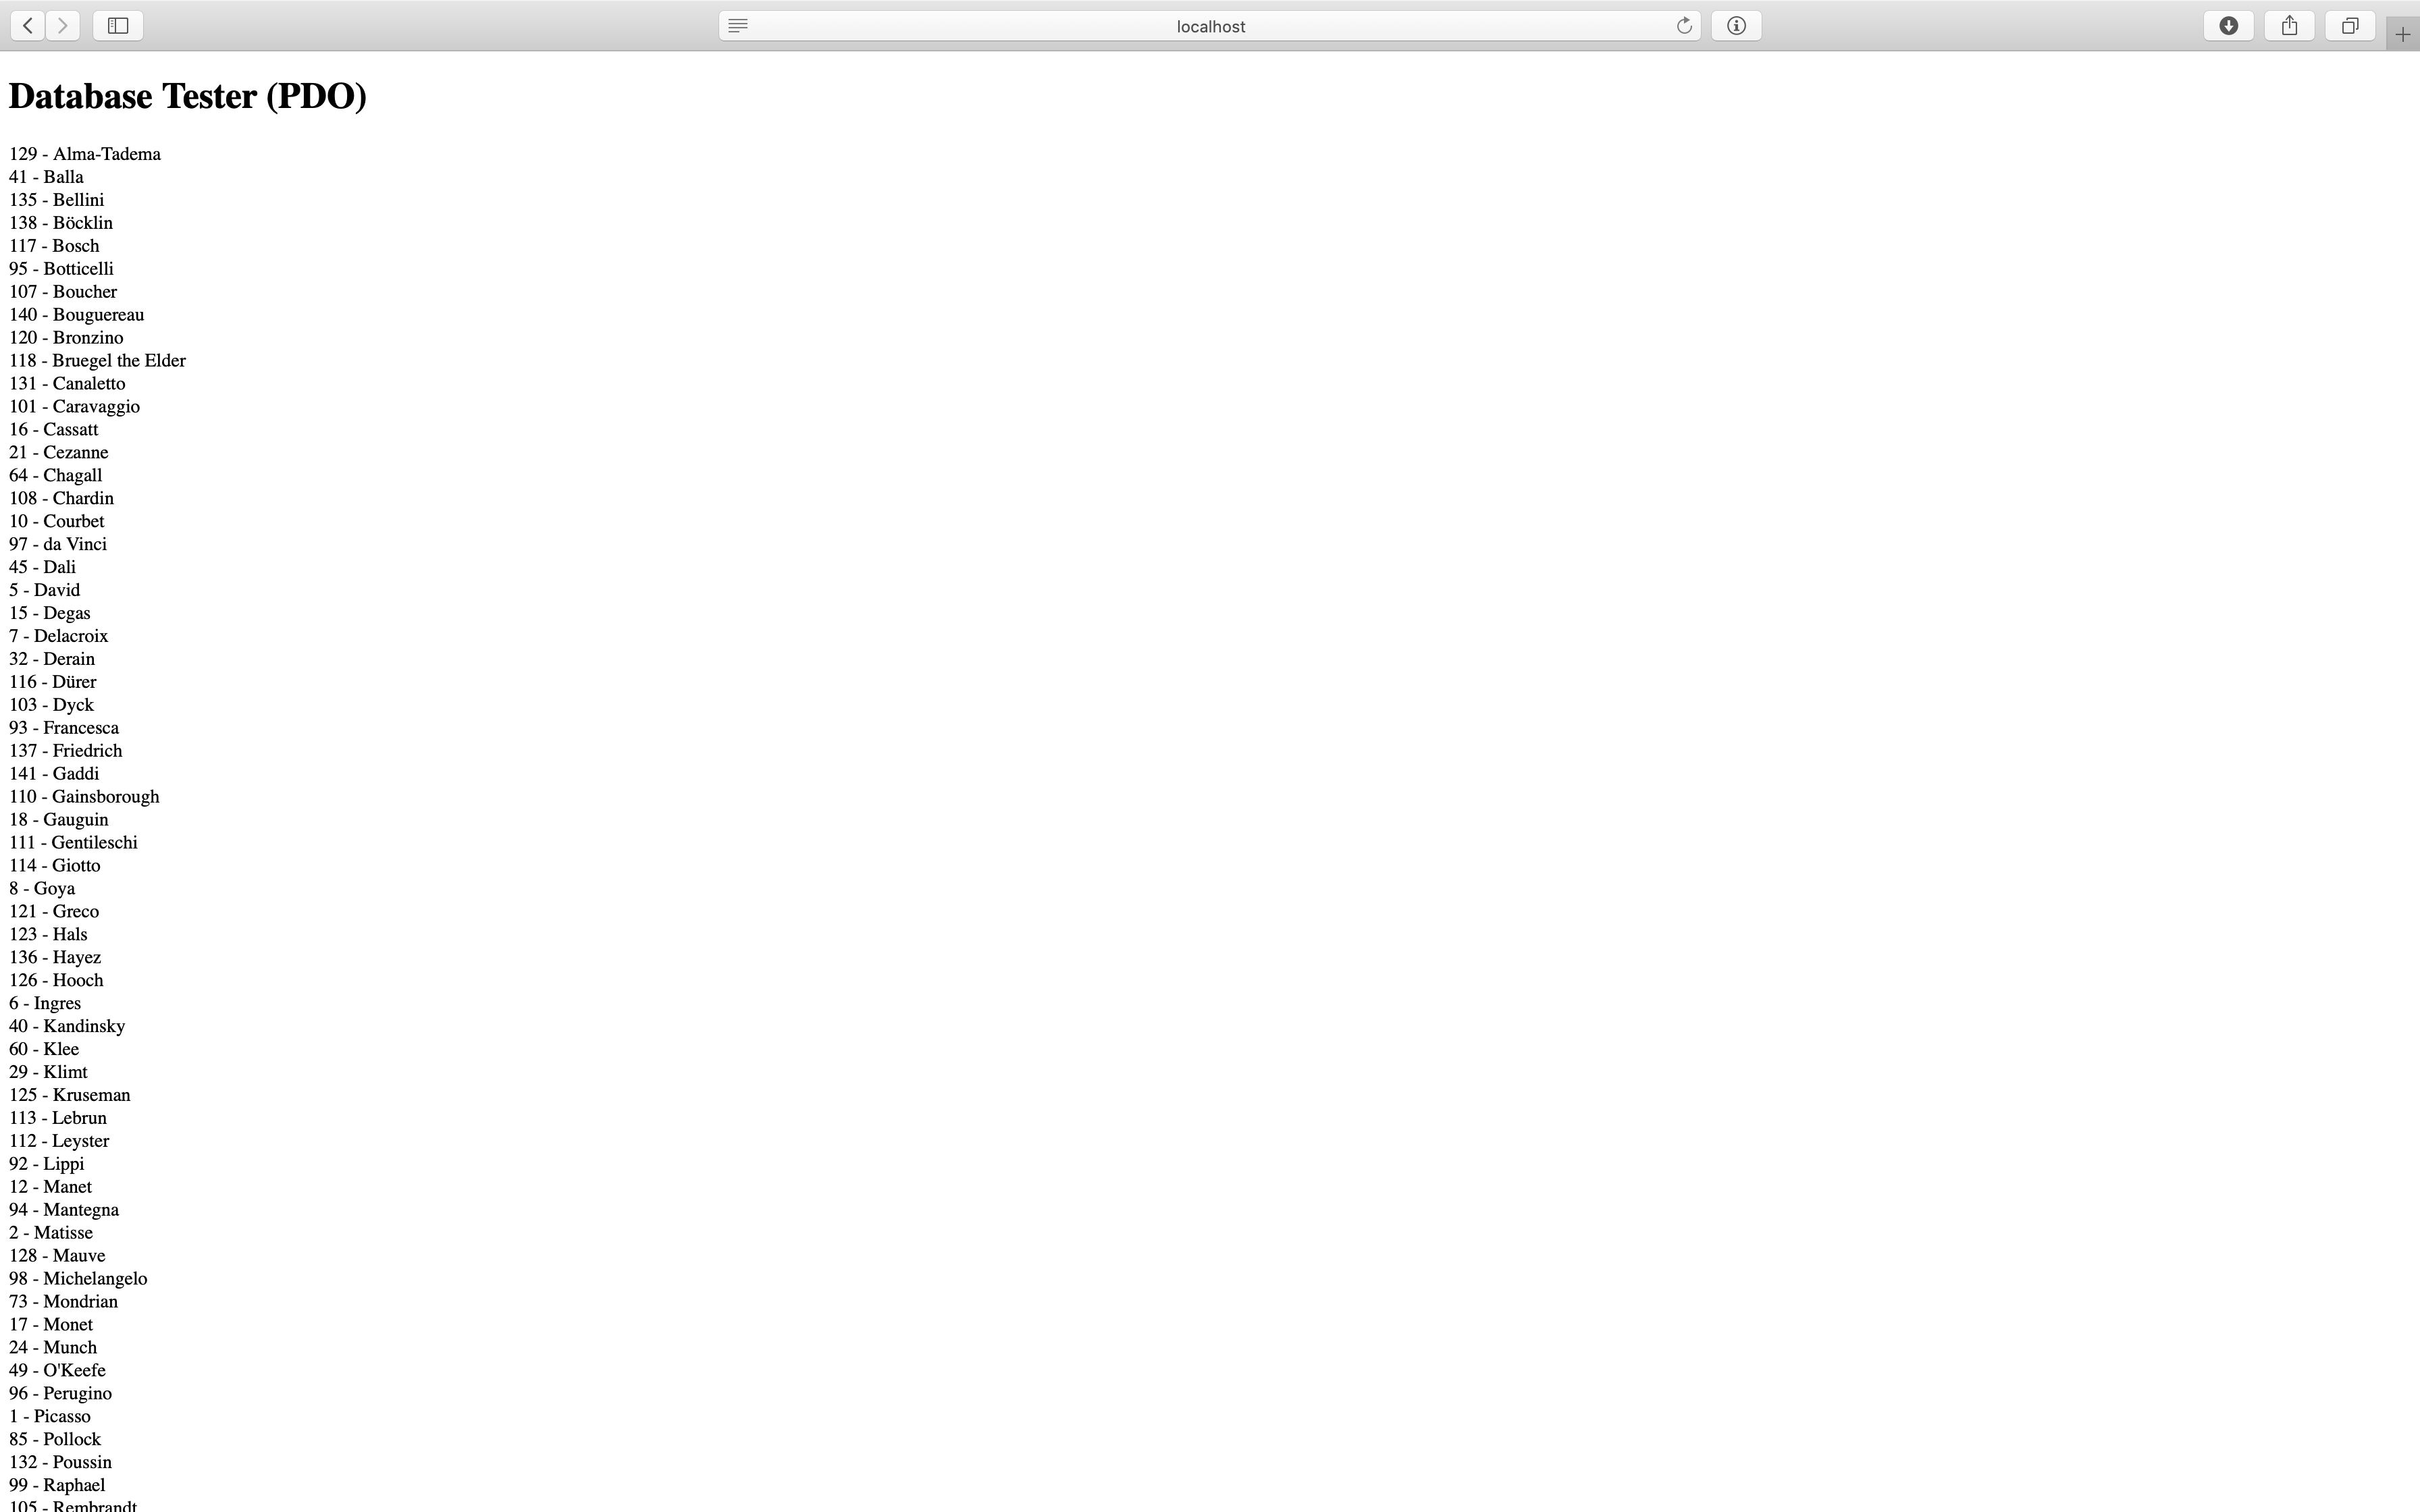 localhost
Database Tester (PDO)
129 - Alma-Tadema
41 - Balla
135 - Bellini
138 - Böcklin
117 - Bosch
95 - Botticelli
107 - Boucher
140 - Bouguereau
120 - Bronzino
118 - Bruegel the Elder
131 - Canaletto
101 - Caravaggio
16 - Cassatt
21 - Cezanne
64 - Chagall
108 - Chardin
10 - Courbet
97 - da Vinci
45 - Dali
5 - David
15 - Degas
7 - Delacroix
32 - Derain
116 - Dürer
103 - Dyck
93 - Francesca
137 - Friedrich
141 - Gaddi
110 - Gainsborough
18 - Gauguin
111 - Gentileschi
114 - Giotto
8 - Goya
121 - Greco
123 - Hals
136 - Hayez
126 - Hooch
6 - Ingres
40 - Kandinsky
60 - Klee
29 - Klimt
125 - Kruseman
113 - Lebrun
112 - Leyster
92 - Lippi
12 - Manet
94 - Mantegna
2 - Matisse
128 - Mauve
98 - Michelangelo
73 - Mondrian
17 - Monet
24 - Munch
49 - O'Keefe
96 - Perugino
1 - Picasso
85 - Pollock
132 - Poussin
99 - Raphael
105 - Rembrandt